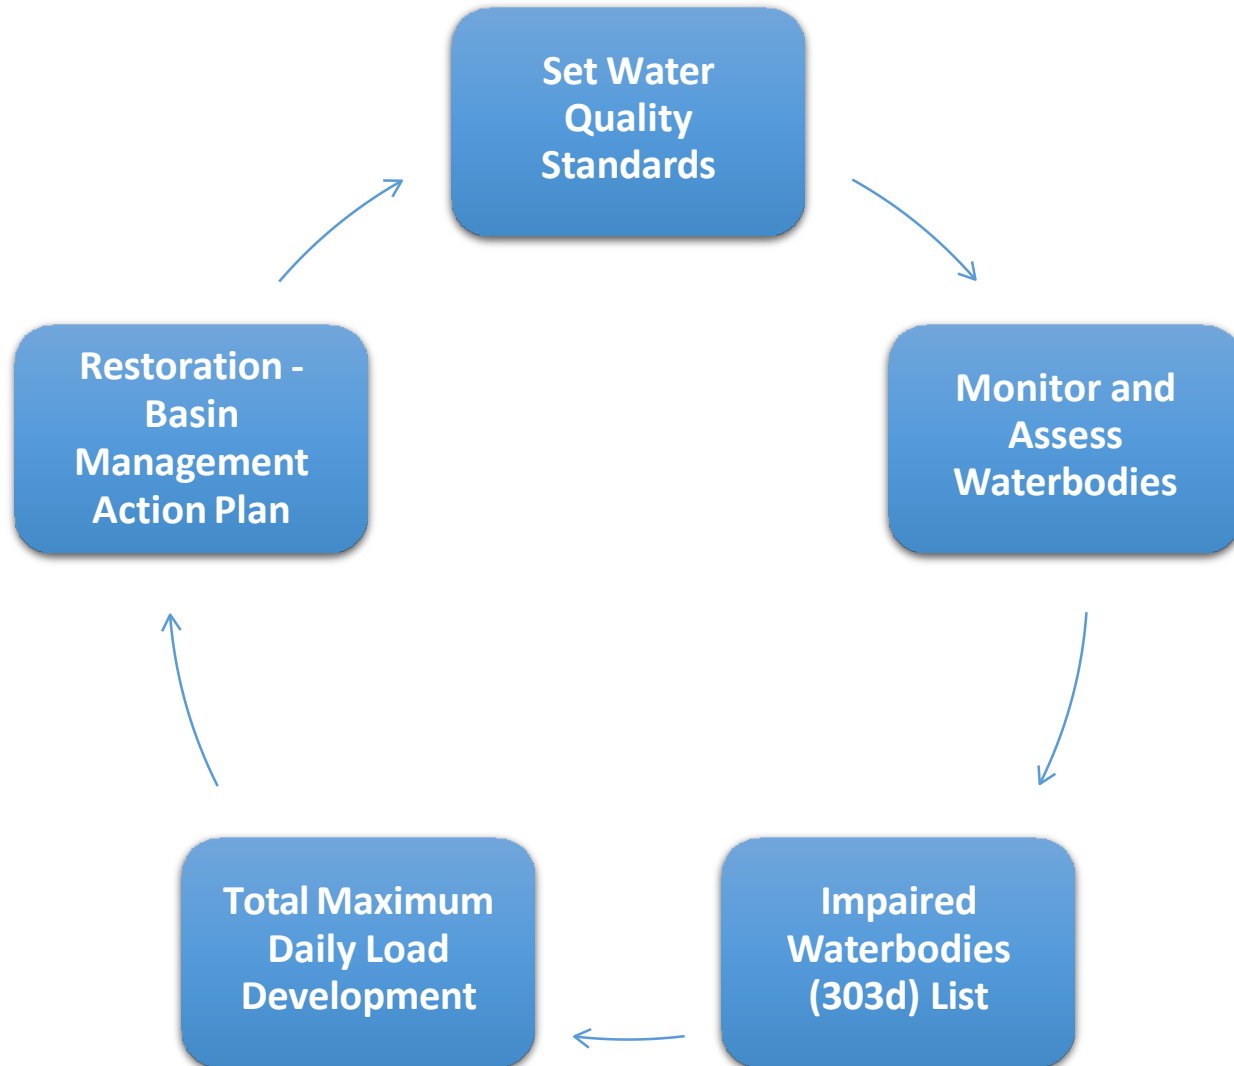 Set Water
Quality
Standards
Monitor and
Assess
Waterbodies
Impaired
Waterbodies
(303d) List
Total Maximum
Daily Load
Development
Restoration -
Basin
Management
Action Plan